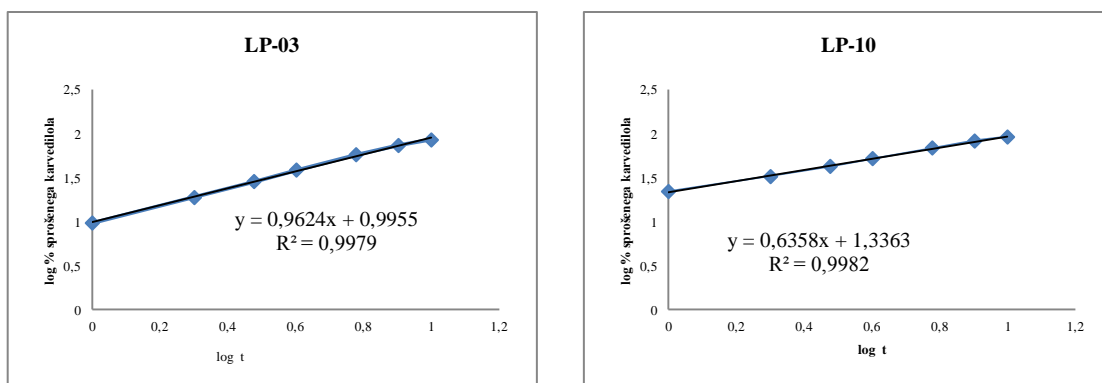 LP-03
log % sprošenega karvedilola
2,5
2
1,5
1
0,5
0
0
0,2
0,4
0,6
0,8
1
1,2
y = 0,9624x + 0,9955
R² = 0,9979
log t
LP-10
log % sprošenega karvedilola
2,5
2
1,5
1
0,5
0
0
0,2
0,4
0,6
0,8
1
1,2
y = 0,6358x + 1,3363
R² = 0,9982
log t